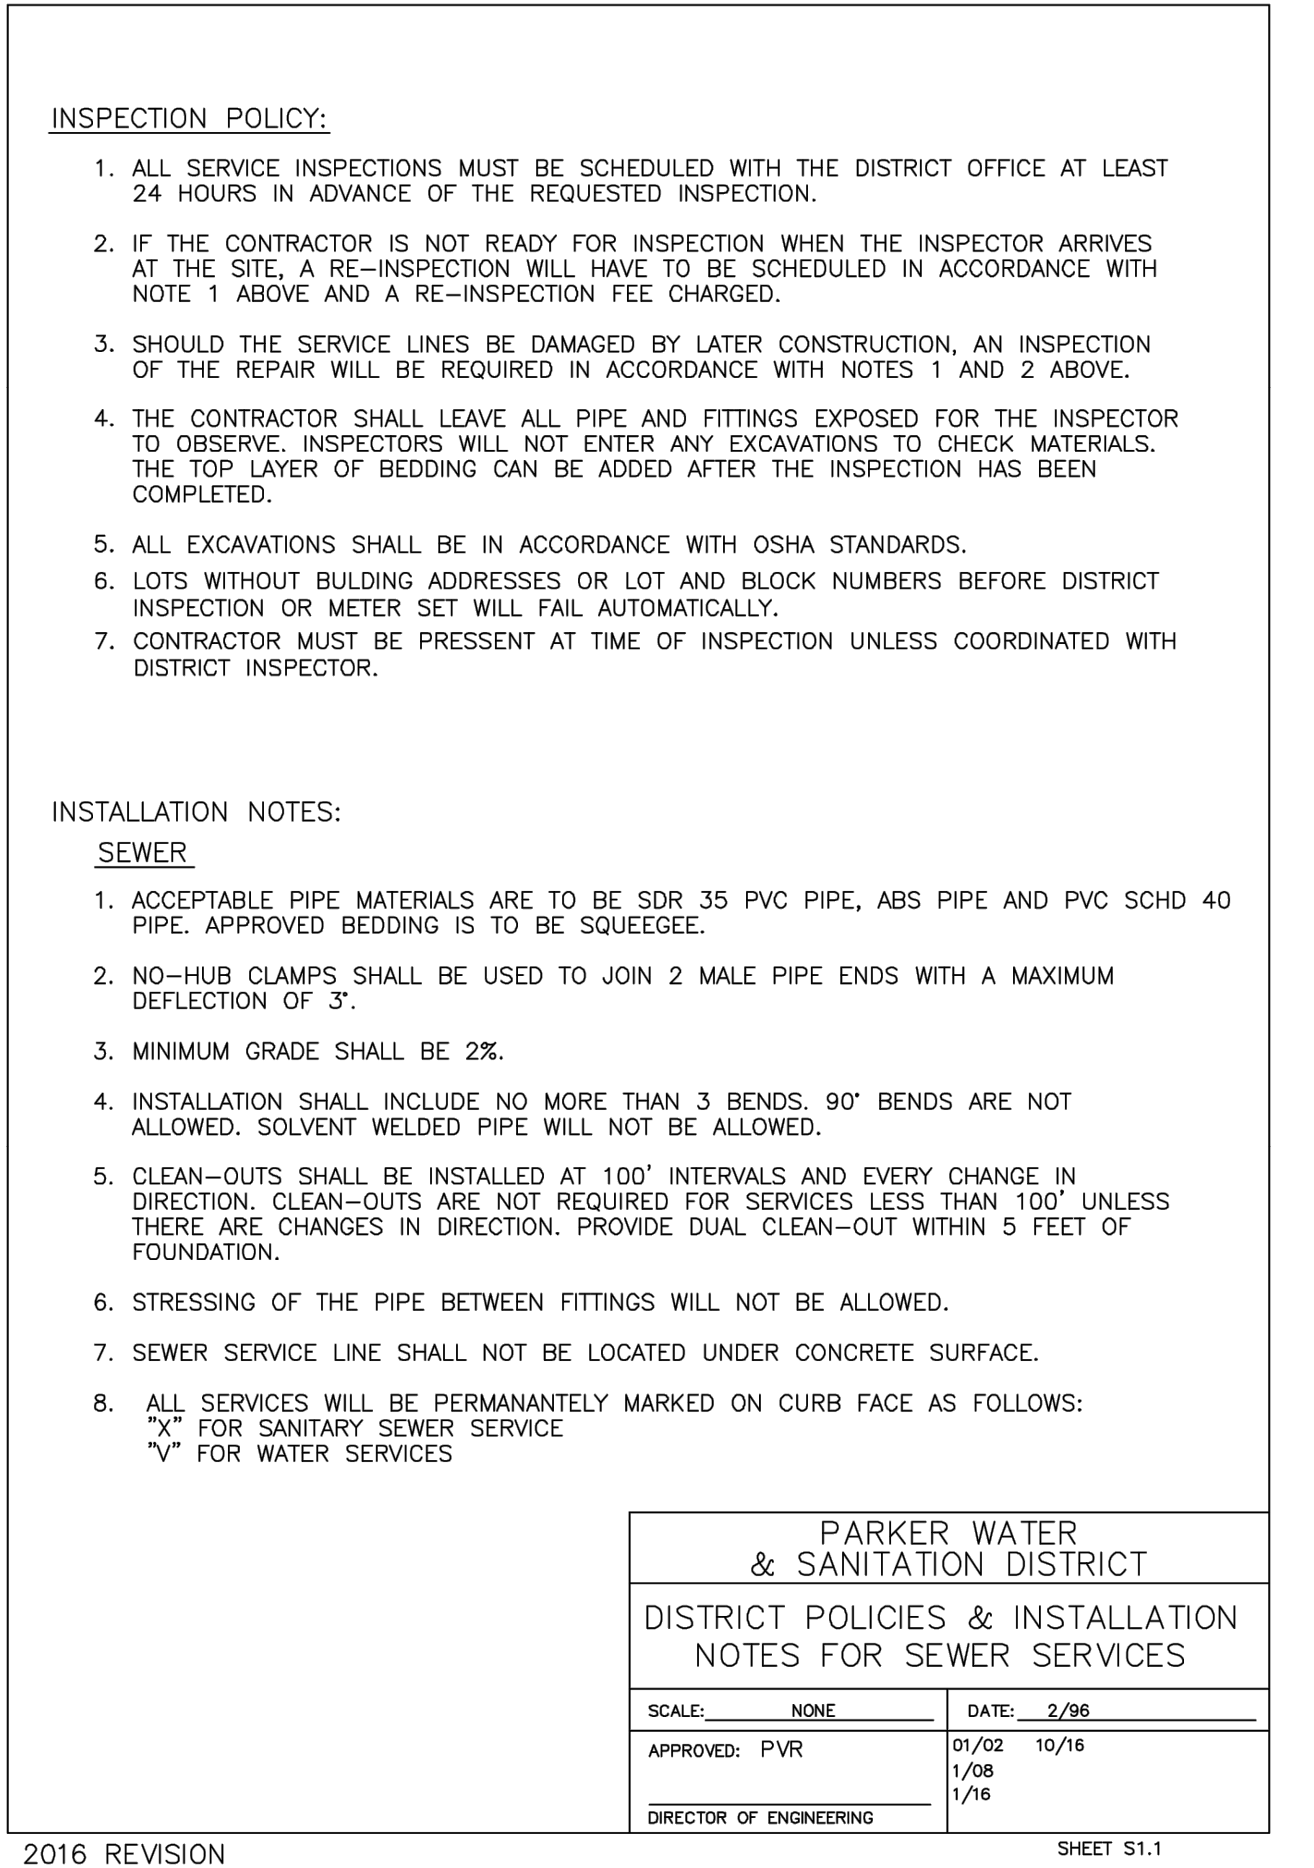 INSPECTION POLICY:
1. ALL SERVICE INSPECTIONS MUST BE SCHEDULED WITH THE DISTRICT OFFICE AT LEAST
24 HOURS IN ADVANCE OF THE REQUESTED INSPECTION.
2. IF THE CONTRACTOR IS NOT READY FOR INSPECTION WHEN THE INSPECTOR ARRIVES
AT THE SITE, A RE-INSPECTION WILL HAVE TO BE SCHEDULED IN ACCORDANCE WITH
NOTE 1 ABOVE AND A RE-INSPECTION FEE CHARGED.
3. SHOULD THE SERVICE LINES BE DAMAGED BY LATER CONSTRUCTION, AN INSPECTION
OF THE REPAIR WILL BE REQUIRED IN ACCORDANCE WITH NOTES 1 AND 2 ABOVE.
4. THE CONTRACTOR SHALL LEAVE ALL PIPE AND FITTINGS EXPOSED FOR THE INSPECTOR
TO OBSERVE. INSPECTORS WILL NOT ENTER ANY EXCAVATIONS TO CHECK MATERIALS.
THE TOP LAYER OF BEDDING CAN BE ADDED AFTER THE INSPECTION HAS BEEN
COMPLETED.
5. ALL EXCAVATIONS SHALL BE IN ACCORDANCE WITH OSHA STANDARDS.
6. LOTS WITHOUT BULDING ADDRESSES OR LOT AND BLOCK NUMBERS BEFORE DISTRICT
INSPECTION OR METER SET WILL FAIL AUTOMATICALLY.
7. CONTRACTOR MUST BE PRESSENT AT TIME OF INSPECTION UNLESS COORDINATED WITH
DISTRICT INSPECTOR.
INSTALLATION NOTES:
SEWER
1. ACCEPTABLE PIPE MATERIALS ARE TO BE SDR 35 PVC PIPE, ABS PIPE AND PVC SCHD 40
PIPE. APPROVED BEDDING IS TO BE SQUEEGEE.
2. NO-HUB CLAMPS SHALL BE USED TO JOIN 2 MALE PIPE ENDS WITH A MAXIMUM
DEFLECTION OF 3°.
3. MINIMUM GRADE SHALL BE 2%.
4. INSTALLATION SHALL INCLUDE NO MORE THAN 3 BENDS. 90° BENDS ARE NOT
ALLOWED. SOLVENT WELDED PIPE WILL NOT BE ALLOWED.
5. CLEAN-OUTS SHALL BE INSTALLED AT 100' INTERVALS AND EVERY CHANGE IN
DIRECTION. CLEAN-OUTS ARE NOT REQUIRED FOR SERVICES LESS THAN 100' UNLESS
THERE ARE CHANGES IN DIRECTION. PROVIDE DUAL CLEAN-OUT WITHIN 5 FEET OF
FOUNDATION.
6. STRESSING OF THE PIPE BETWEEN FITTINGS WILL NOT BE ALLOWED.
7. SEWER SERVICE LINE SHALL NOT BE LOCATED UNDER CONCRETE SURFACE.
8. ALL SERVICES WILL BE PERMANANTELY MARKED ON CURB FACE AS FOLLOWS:
"X" FOR SANITARY SEWER SERVICE
"V" FOR WATER SERVICES
PARKER WATER
& SANITATION DISTRICT
DISTRICT POLICIES & INSTALLATION
NOTES FOR SEWER SERVICES
SCALE: NONE
DATE: 2/96
APPROVED: PVR
DIRECTOR OF ENGINEERING
01/02 10/16
1/08
1/16
2016 REVISION
SHEET S1.1